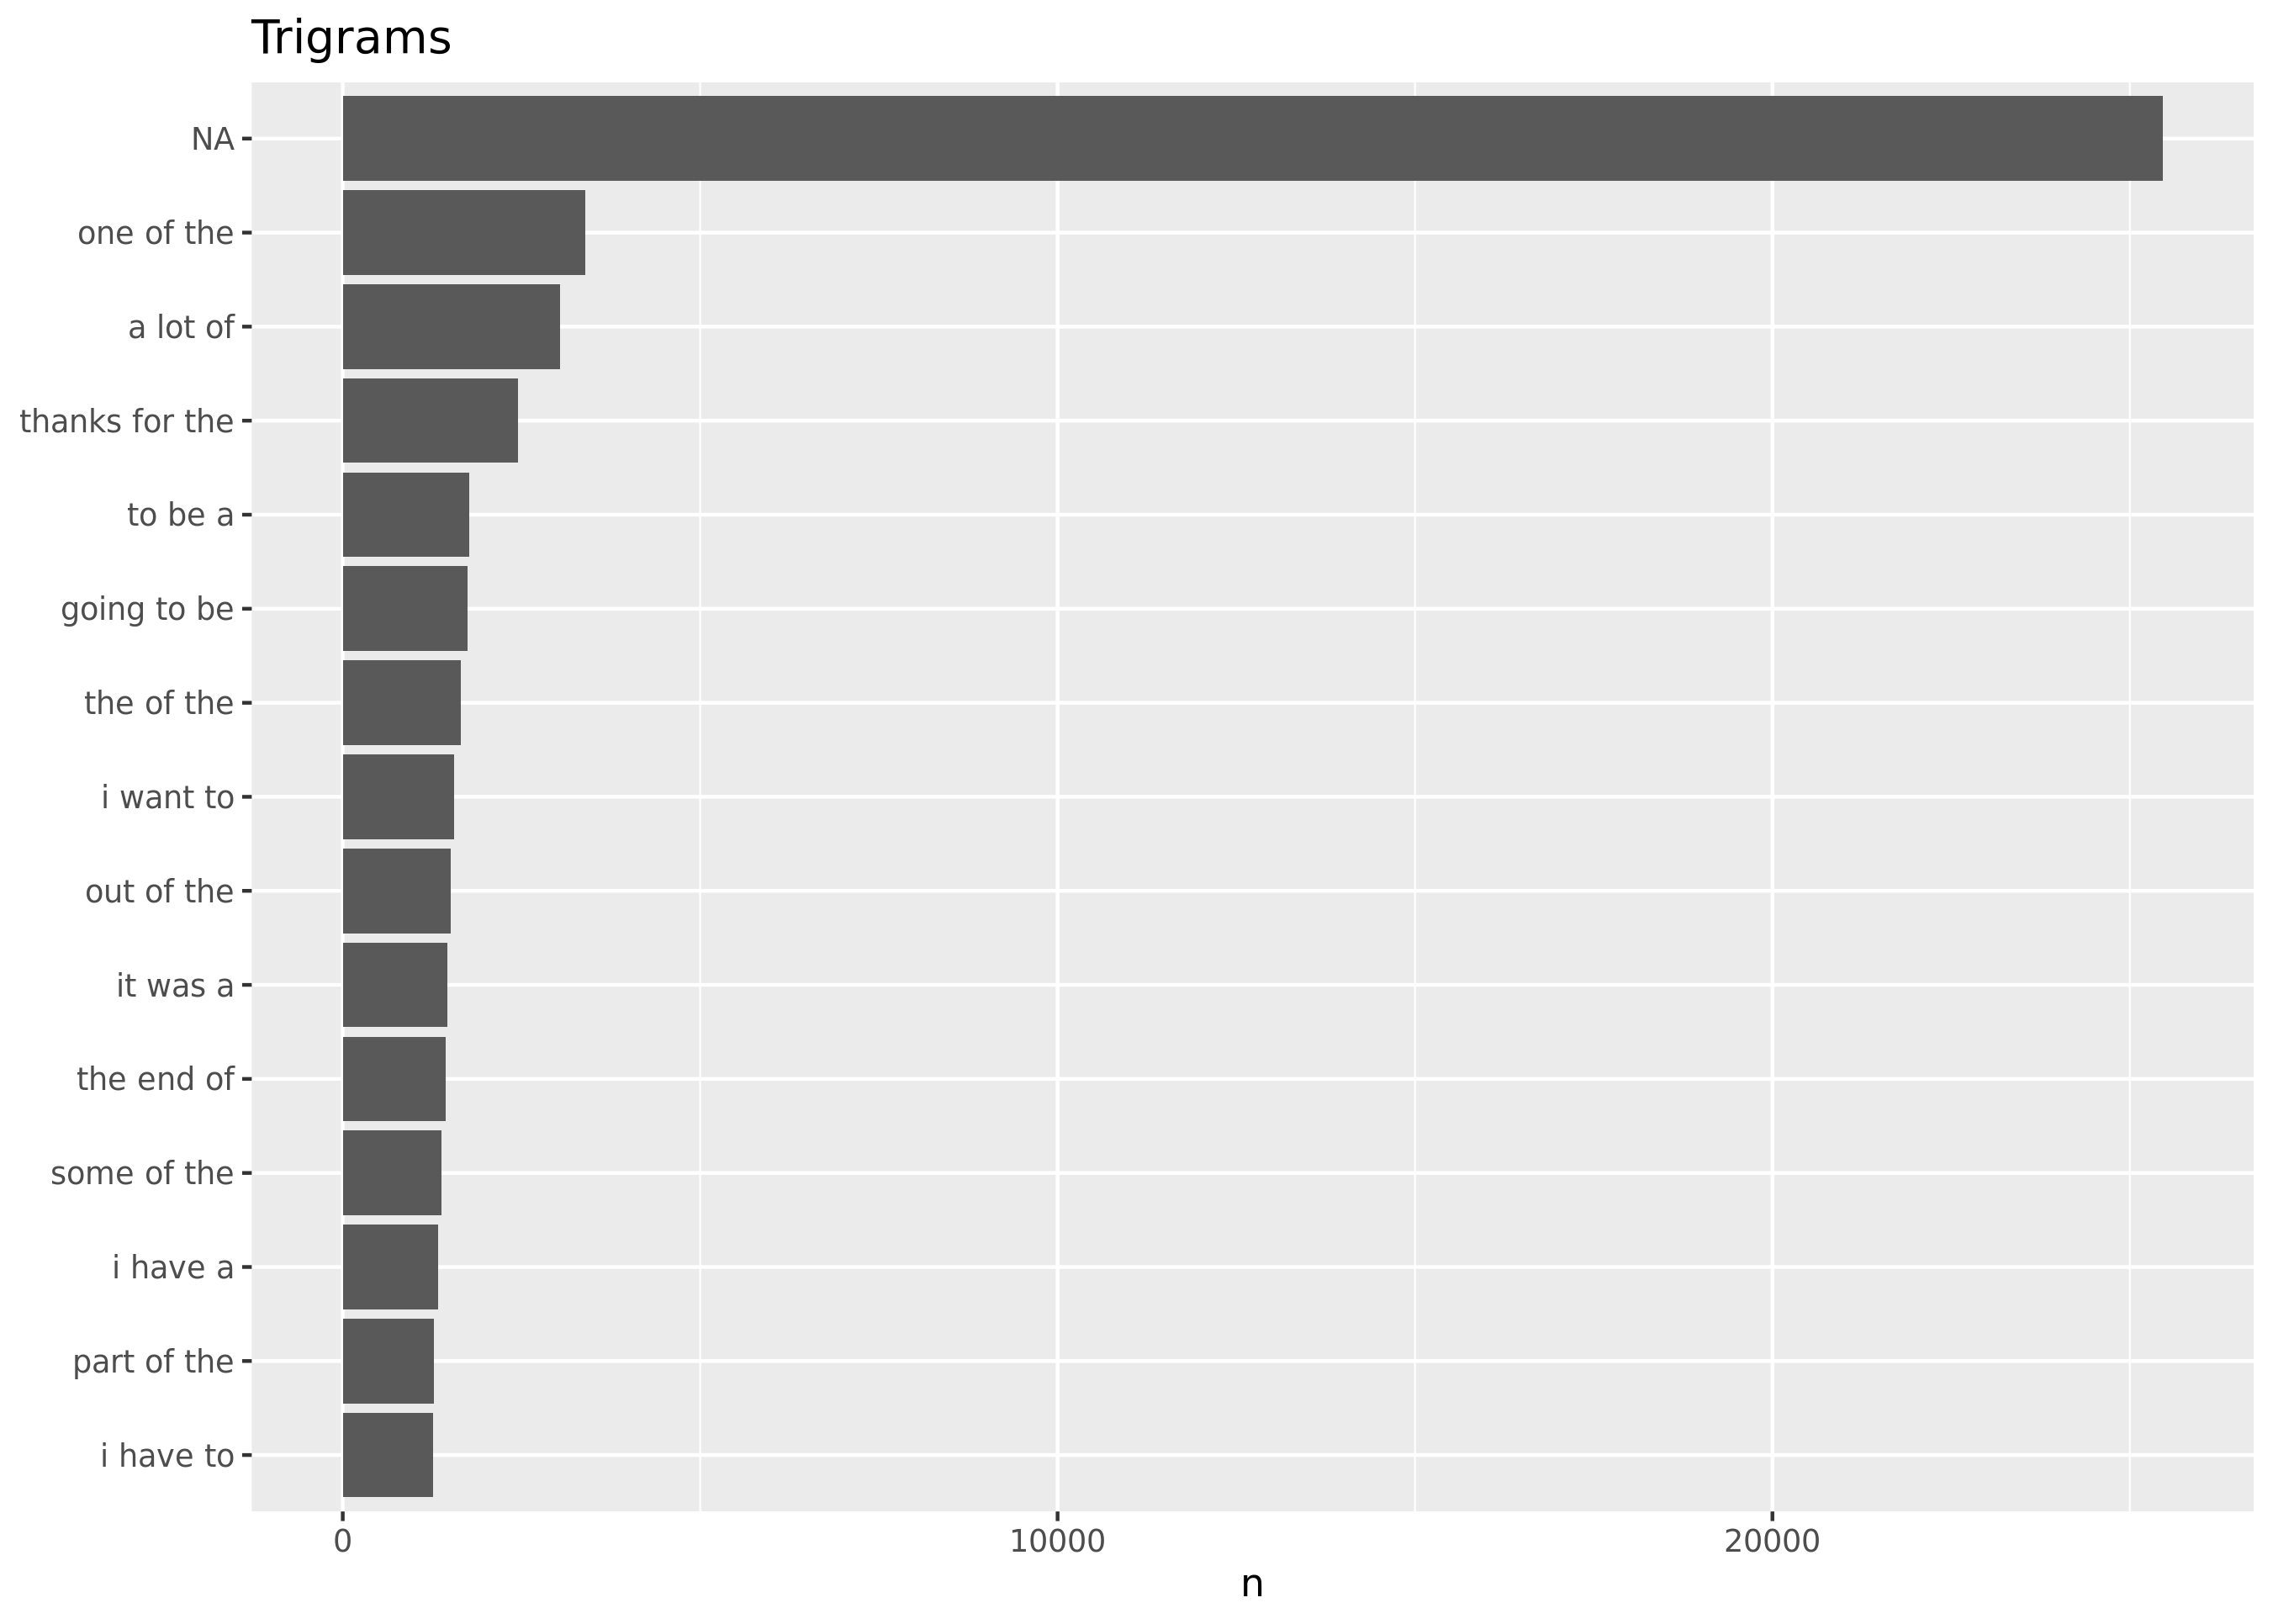 Trigrams
NA
one of the
a lot of
thanks for the
to be a
going to be
the of the
i want to
out of the
it was a
the end of
some of the
i have a
part of the
i have to
0 10000 20000
n